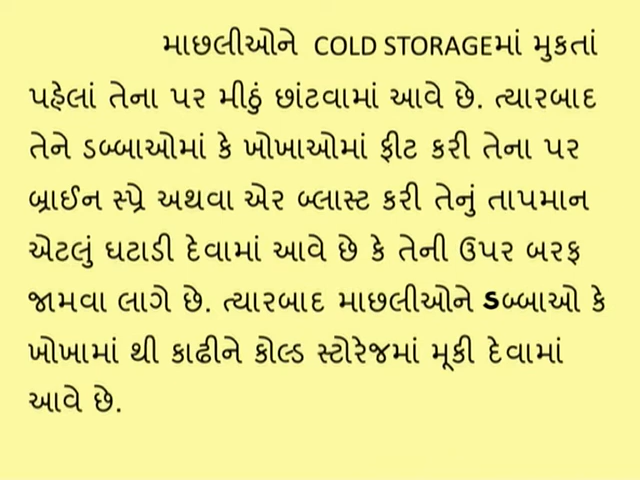 માછલીઓને COLD STORAGEમાં મુકતાં
પહેલાં તેના પર મીઠું છાંટવામાં આવે છે. ત્યારબાદ
તેને ડબ્બાઓમાં કે ખોખાઓમાં ફીટ કરી તેના પર
બ્રાઈન સ્પ્રે અથવા એર બ્લાસ્ટ કરી તેનું તાપમાન
એટલું ઘટાડી દેવામાં આવે છે કે તેની ઉપર બરફ
જામવા લાગે છે. ત્યારબાદ માછલીઓને ડબ્બાઓ કે
ખોખામાં થી કાઢીને કોલ્ડ સ્ટોરેજમાં મૂકી દેવામાં
આવે છે.